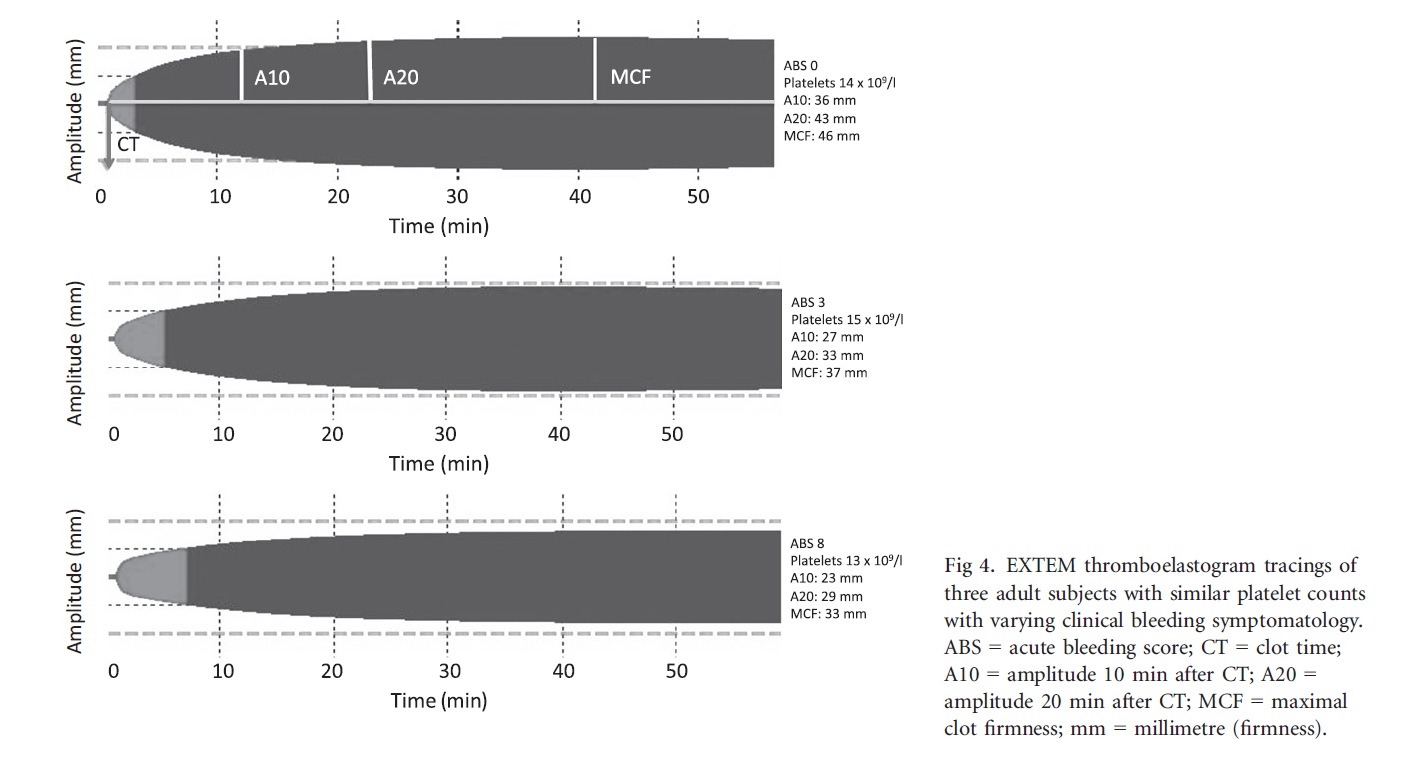 Amplitude (mm)
A10
A20
MCF
CT
0 10 20 30 40 50
Time (min)
ABS 0
Platelets 14 x 10⁹/l
A10: 36 mm
A20: 43 mm
MCF: 46 mm
Amplitude (mm)
0 10 20 30 40 50
Time (min)
ABS 3
Platelets 15 x 10⁹/l
A10: 27 mm
A20: 33 mm
MCF: 37 mm
Amplitude (mm)
0 10 20 30 40 50
Time (min)
ABS 8
Platelets 13 x 10⁹/l
A10: 23 mm
A20: 29 mm
MCF: 33 mm
Fig 4. EXTEM thromboelastogram tracings of
three adult subjects with similar platelet counts
with varying clinical bleeding symptomatology.
ABS = acute bleeding score; CT = clot time;
A10 = amplitude 10 min after CT; A20 =
amplitude 20 min after CT; MCF = maximal
clot firmness; mm = millimetre (firmness).